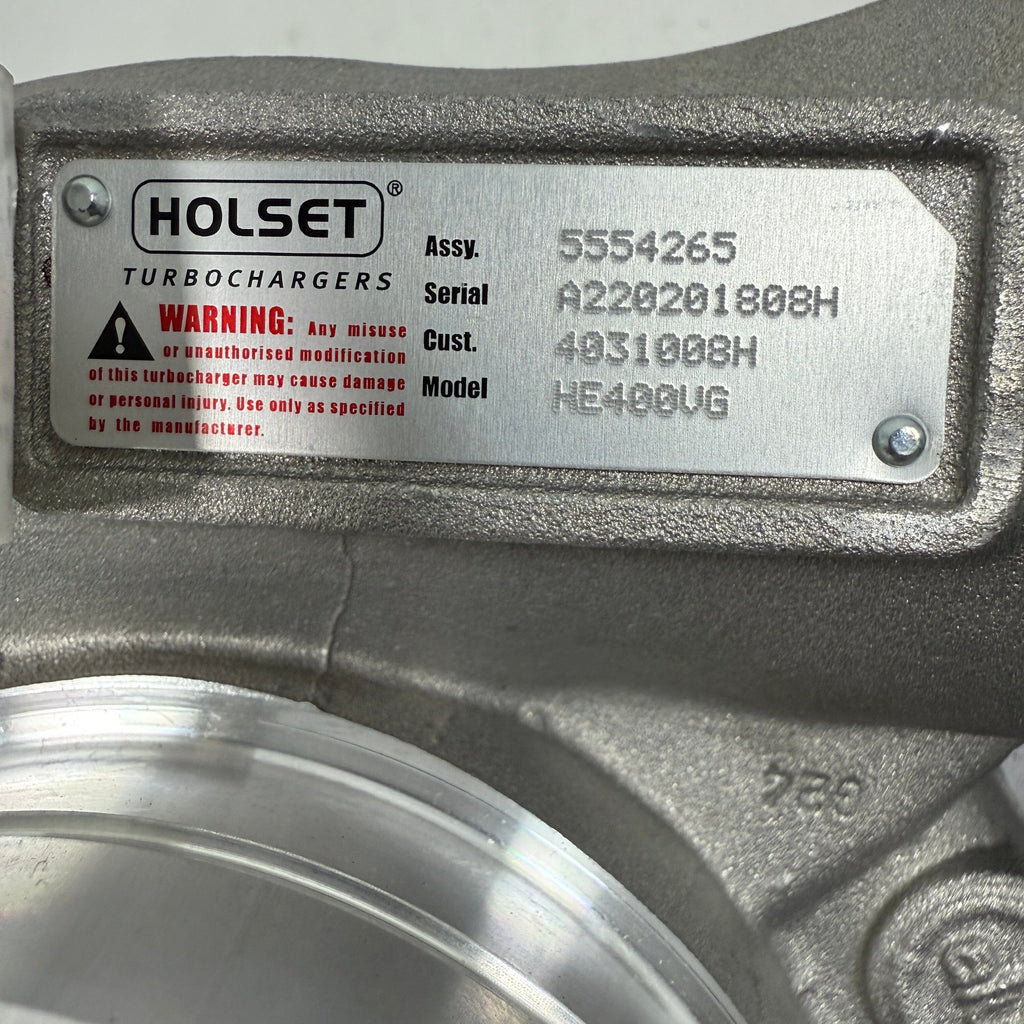 HOLSET®
TURBOCHARGERS
WARNING: Any misuse
or unauthorised modification
of this turbocharger may cause damage
or personal injury. Use only as specified
by the manufacturer.
Assy. 5554265
Serial A220201808H
Cust. 4031008H
Model HE400VG